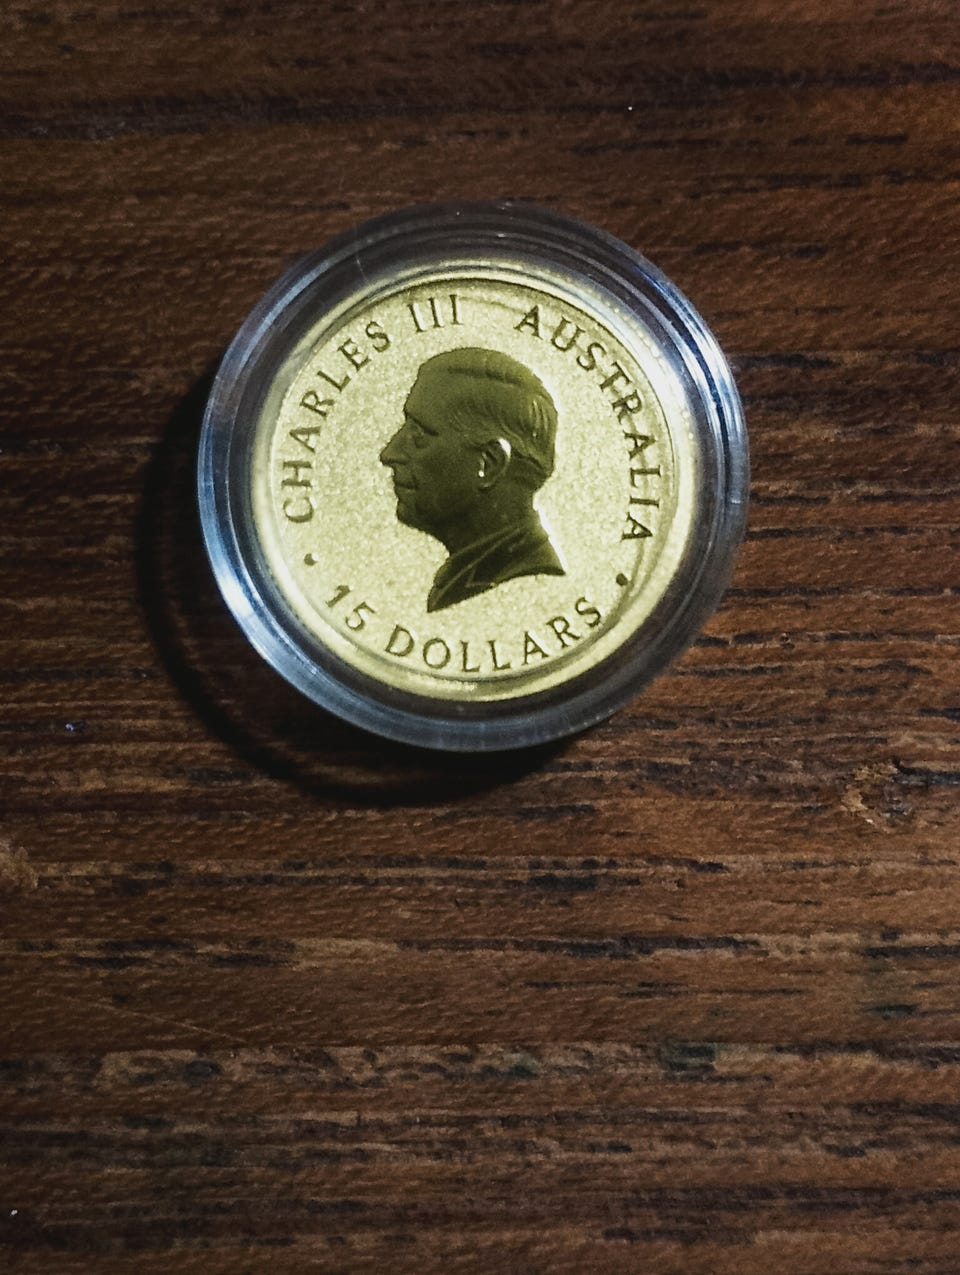 CHARLES III AUSTRALIA
• 15 DOLLARS •